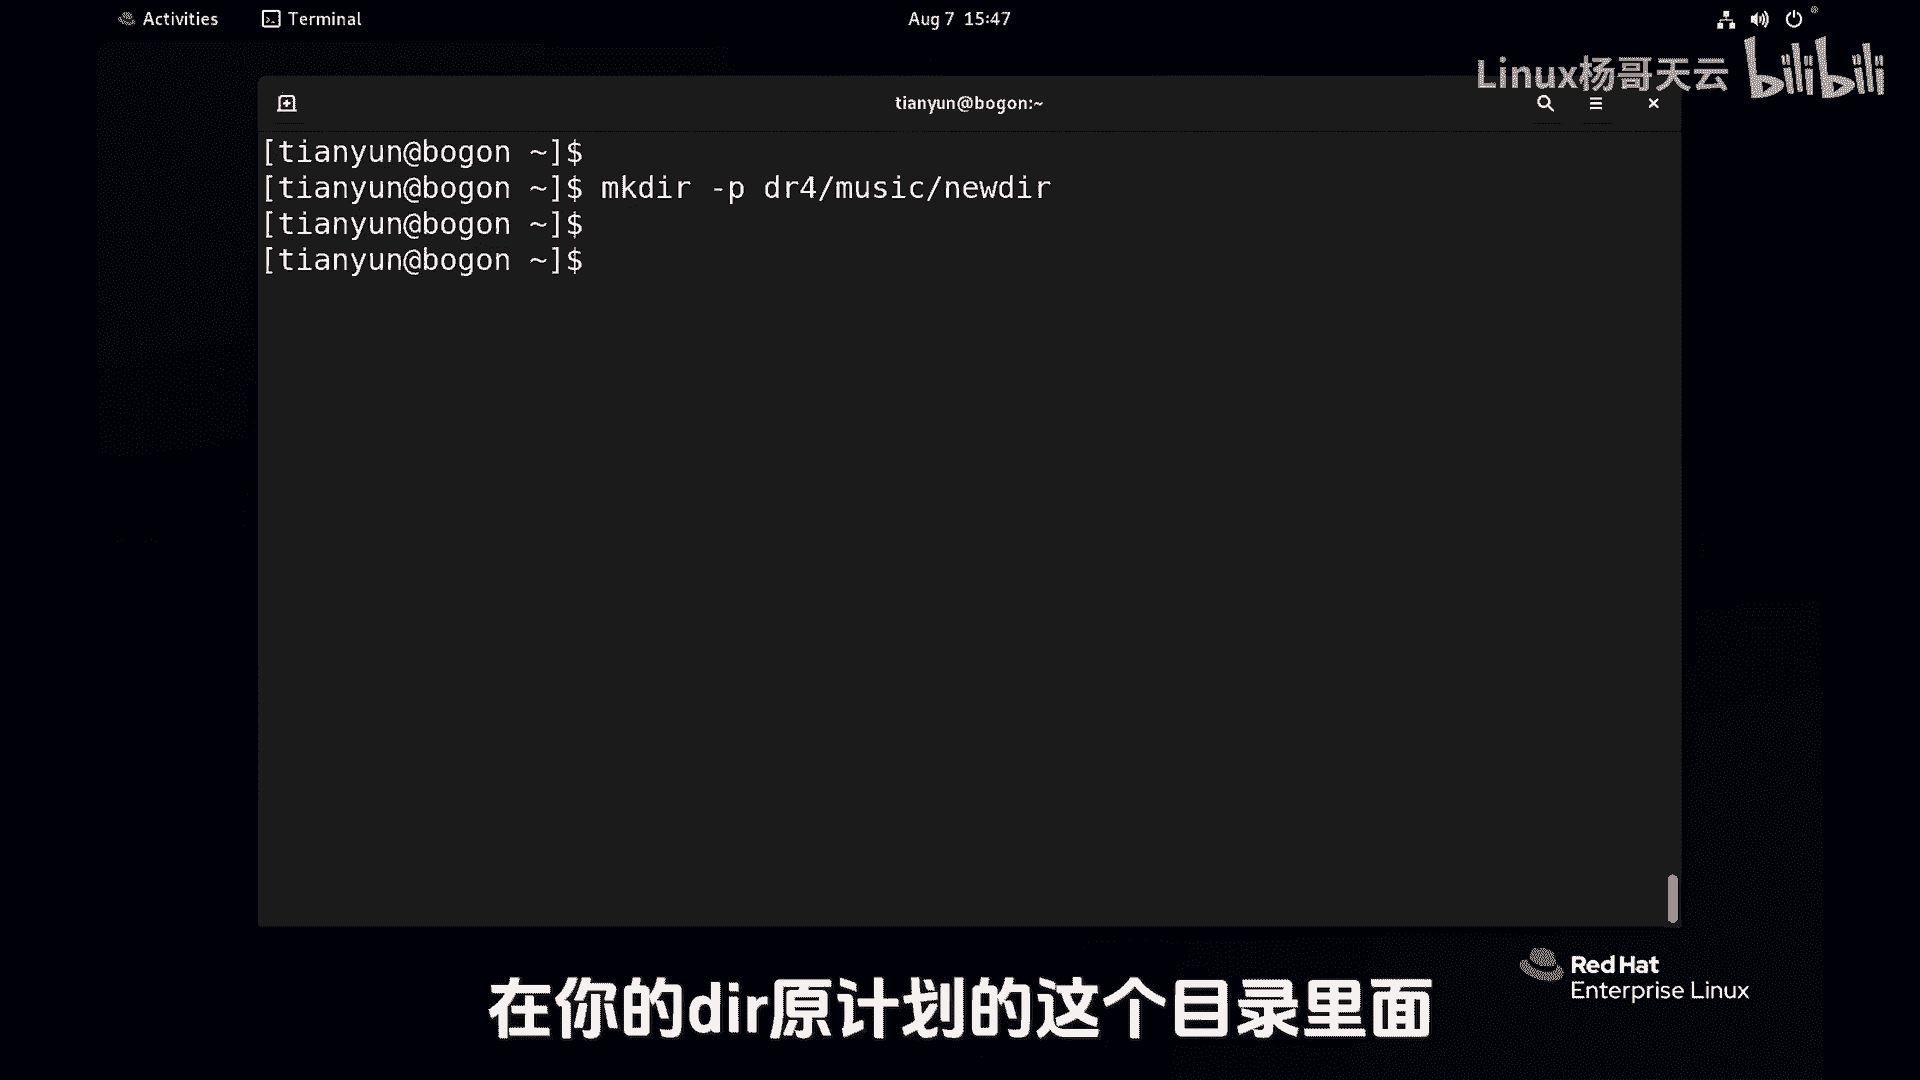 Activities Terminal Aug 7 15:47
Linux杨哥天云 bilibili
tianyun@bogon:~
[tianyun@bogon ~]$
[tianyun@bogon ~]$ mkdir -p dr4/music/newdir
[tianyun@bogon ~]$
[tianyun@bogon ~]$
Red Hat
Enterprise Linux
在你的dir原计划的这个目录里面